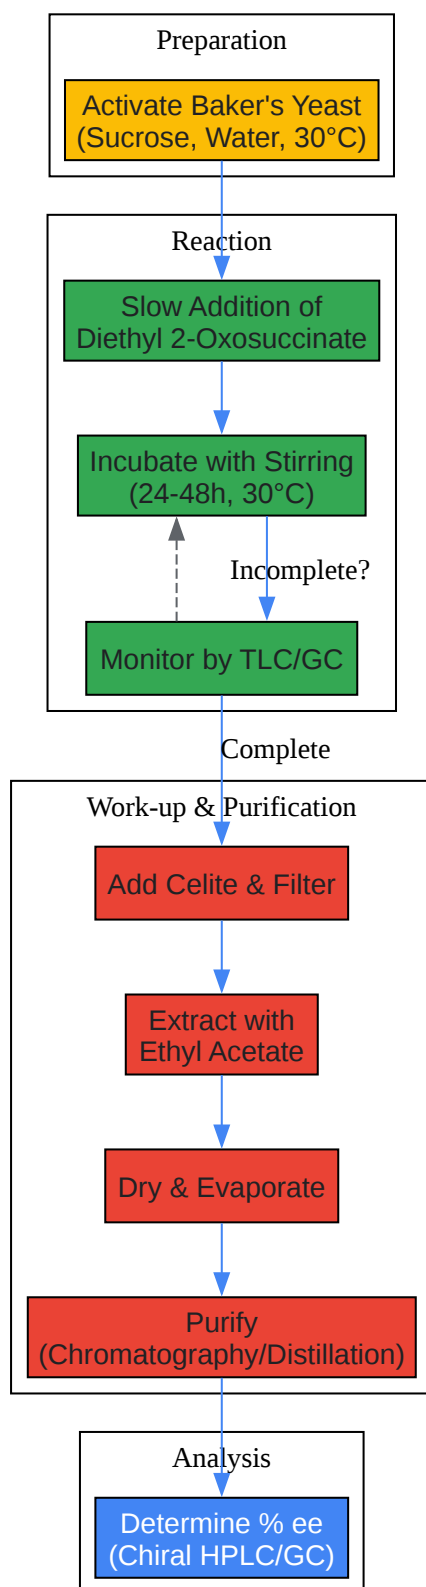 Preparation
Activate Baker's Yeast
(Sucrose, Water, 30°C)
Reaction
Slow Addition of
Diethyl 2-Oxosuccinate
Incubate with Stirring
(24-48h, 30°C)
Incomplete?
Monitor by TLC/GC
Complete
Work-up & Purification
Add Celite & Filter
Extract with
Ethyl Acetate
Dry & Evaporate
Purify
(Chromatography/Distillation)
Analysis
Determine % ee
(Chiral HPLC/GC)